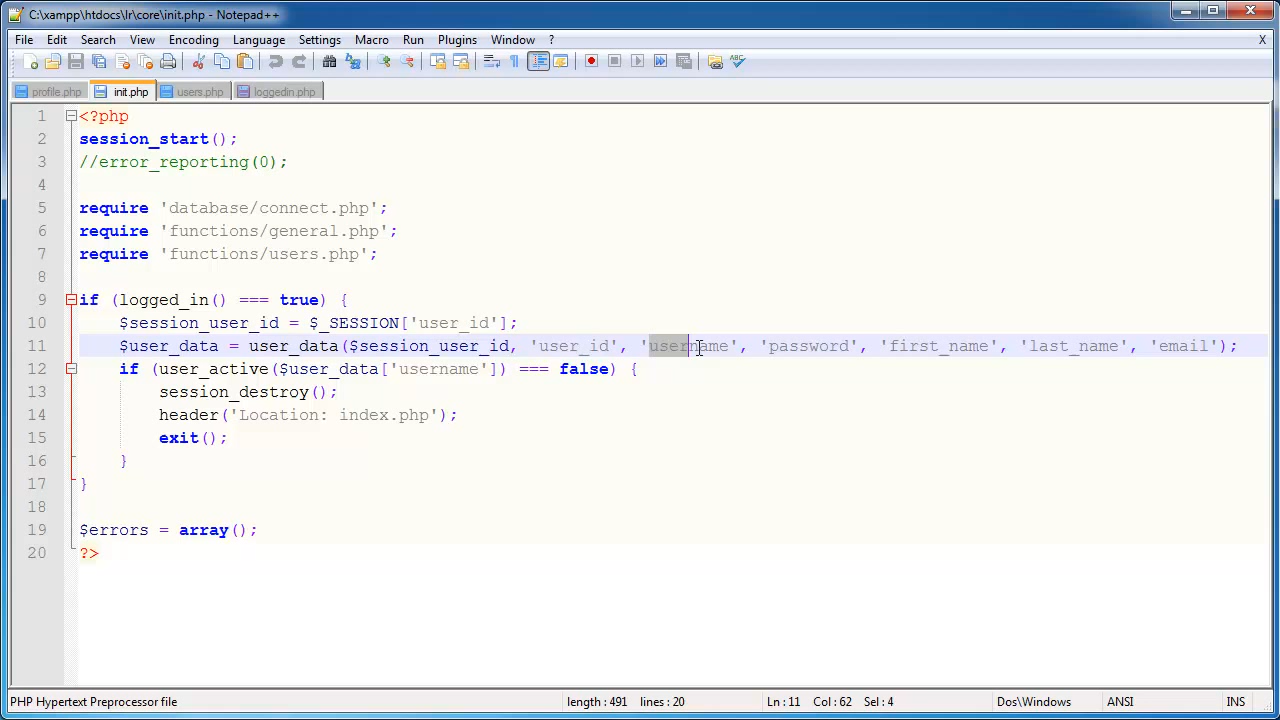 C:\xampp\htdocs\lr\core\init.php - Notepad++
File Edit Search View Encoding Language Settings Macro Run Plugins Window ? X
profile.php init.php users.php loggedin.php
1 <?php
2 session_start();
3 //error_reporting(0);
4
5 require 'database/connect.php';
6 require 'functions/general.php';
7 require 'functions/users.php';
8
9 if (logged_in() === true) {
10 $session_user_id = $_SESSION['user_id'];
11 $user_data = user_data($session_user_id, 'user_id', 'username', 'password', 'first_name', 'last_name', 'email');
12 if (user_active($user_data['username']) === false) {
13 session_destroy();
14 header('Location: index.php');
15 exit();
16 }
17 }
18
19 $errors = array();
20 ?>
PHP Hypertext Preprocessor file length : 491 lines : 20 Ln : 11 Col : 62 Sel : 4 Dos\Windows ANSI INS